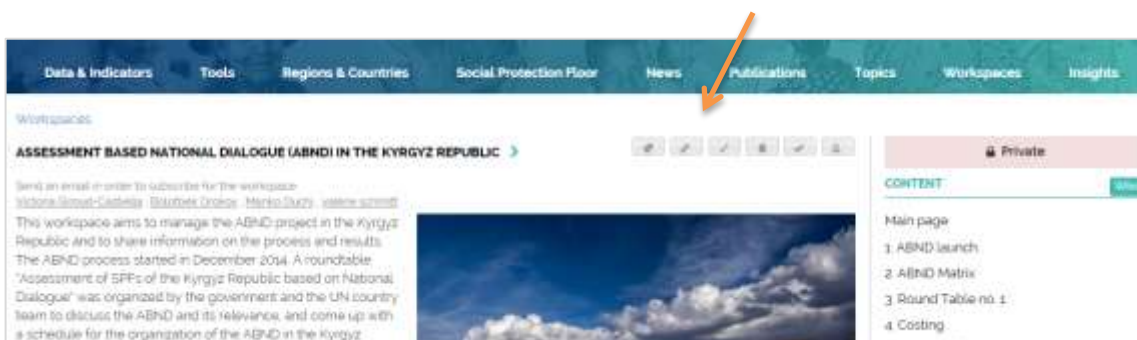 Data & Indicators Tools Regions & Countries Social Protection Floor News Publications Topics Workspaces Insights
Workspaces
ASSESSMENT BASED NATIONAL DIALOGUE (ABND) IN THE KYRGYZ REPUBLIC
Private
Send an email in order to subscribe for the workspace
CONTENT
This workspace aims to manage the ABND project in the Kyrgyz
Republic and to share information on the process and results.
The ABND process started in December 2014. A roundtable
"Assessment of SPFs of the Kyrgyz Republic based on National
Dialogue" was organized by the government and the UN country
team to discuss the ABND and its relevance, and come up with
a schedule for the organization of the ABND in the Kyrgyz
Main page
1 ABND launch
2 ABND Matrix
3 Round Table no. 1
4 Costing